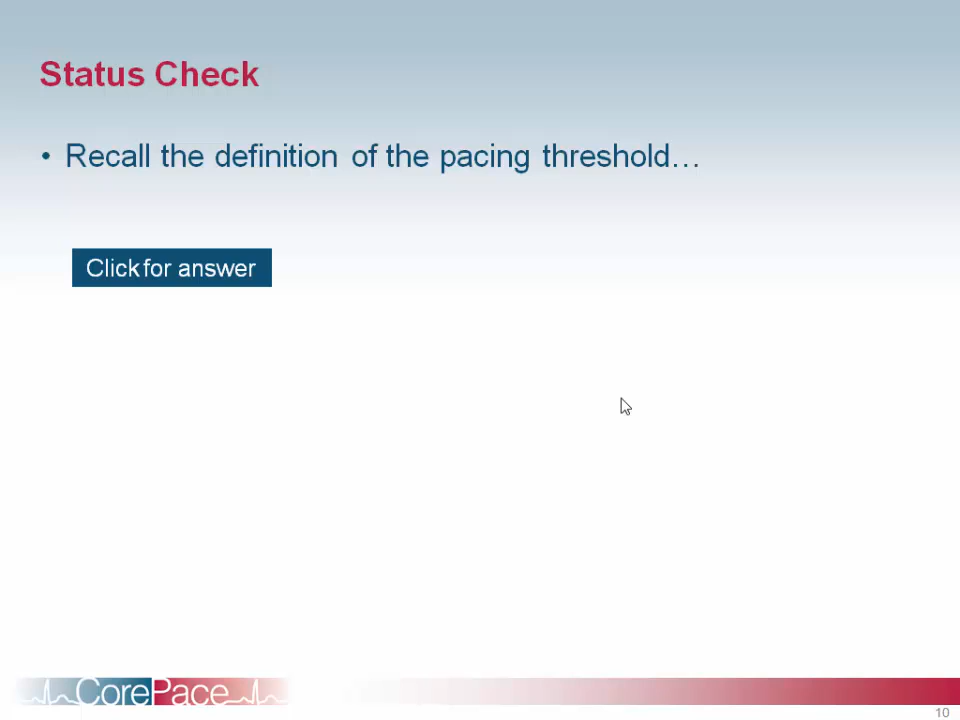 Status Check
• Recall the definition of the pacing threshold…
Click for answer
CorePace
10